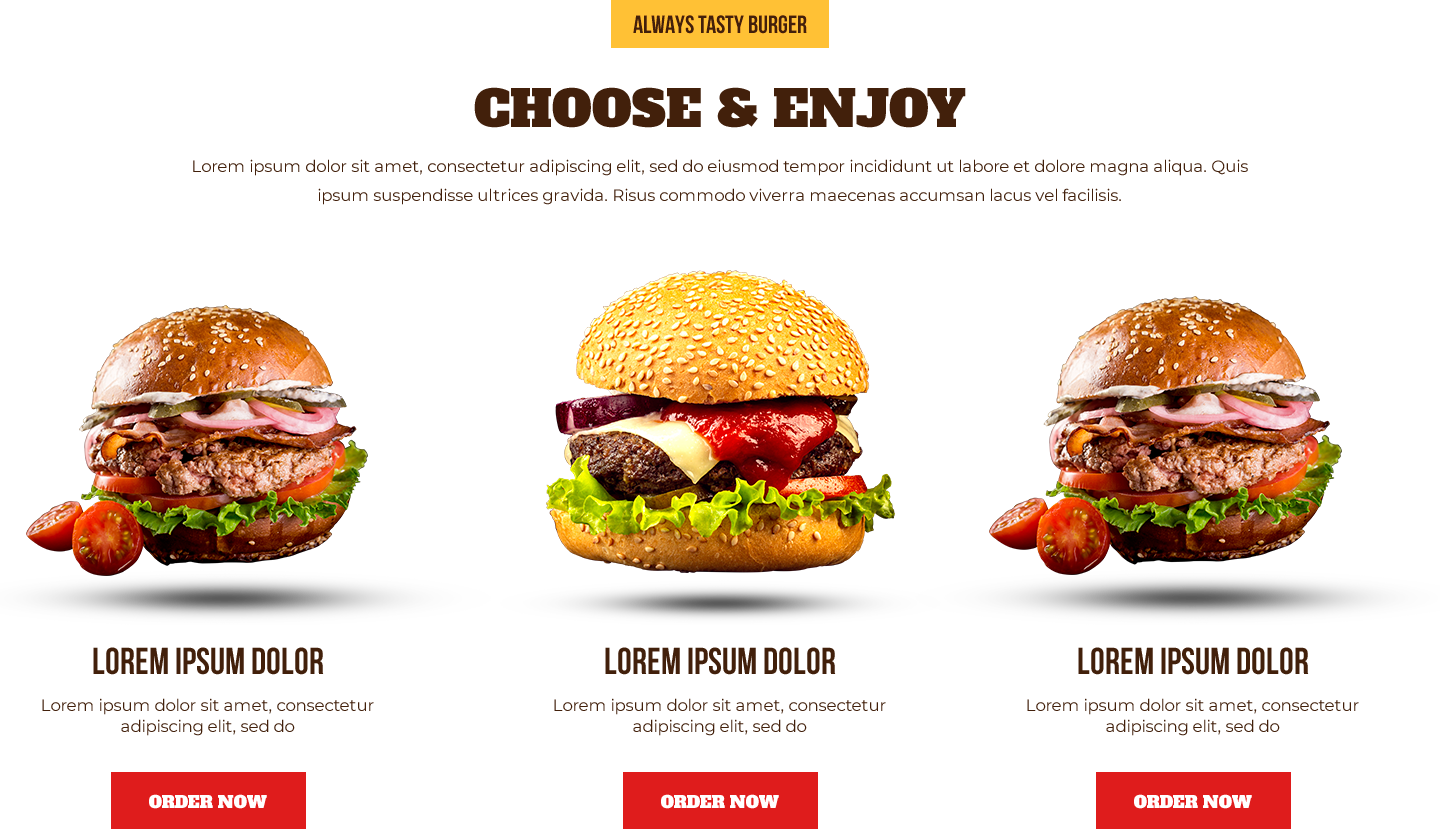 ALWAYS TASTY BURGER
CHOOSE & ENJOY
Lorem ipsum dolor sit amet, consectetur adipiscing elit, sed do eiusmod tempor incididunt ut labore et dolore magna aliqua. Quis
ipsum suspendisse ultrices gravida. Risus commodo viverra maecenas accumsan lacus vel facilisis.
LOREM IPSUM DOLOR
Lorem ipsum dolor sit amet, consectetur
adipiscing elit, sed do
ORDER NOW
LOREM IPSUM DOLOR
Lorem ipsum dolor sit amet, consectetur
adipiscing elit, sed do
ORDER NOW
LOREM IPSUM DOLOR
Lorem ipsum dolor sit amet, consectetur
adipiscing elit, sed do
ORDER NOW